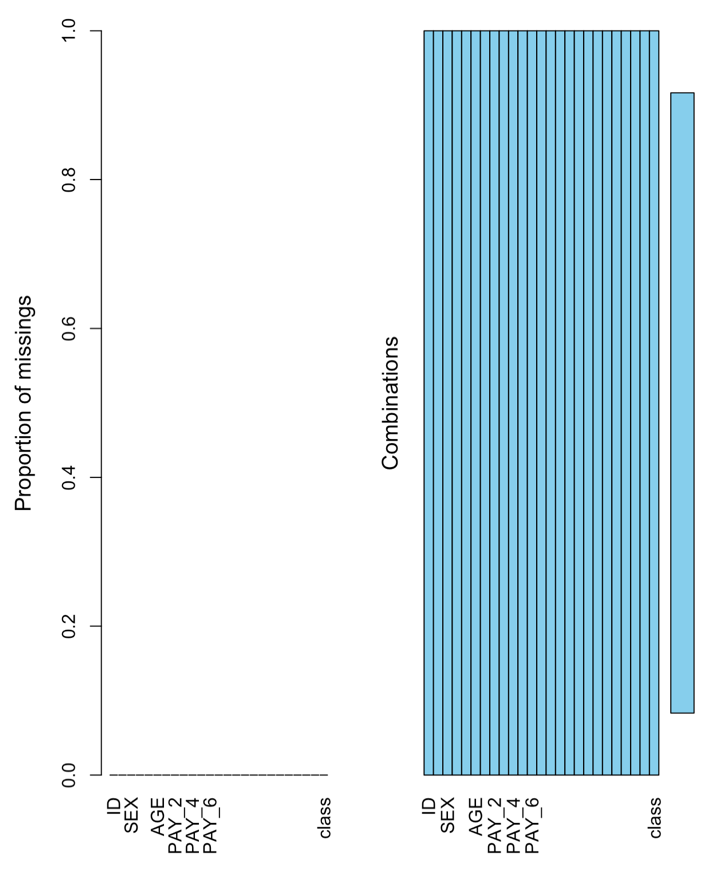 Proportion of missings
1.0
0.8
0.6
0.4
0.2
0.0
ID
SEX
AGE
PAY_2
PAY_4
PAY_6
class
Combinations
ID
SEX
AGE
PAY_2
PAY_4
PAY_6
class